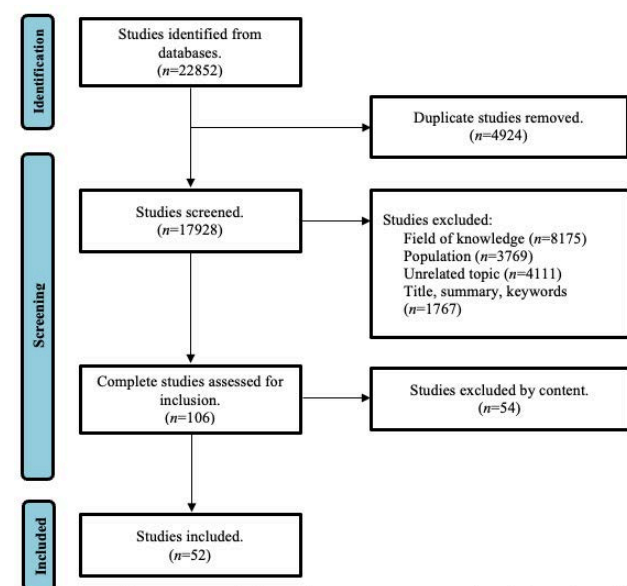 Identification
Studies identified from
databases.
(n=22852)
Duplicate studies removed.
(n=4924)
Screening
Studies screened.
(n=17928)
Studies excluded:
Field of knowledge (n=8175)
Population (n=3769)
Unrelated topic (n=4111)
Title, summary, keywords
(n=1767)
Complete studies assessed for
inclusion.
(n=106)
Studies excluded by content.
(n=54)
Included
Studies included.
(n=52)